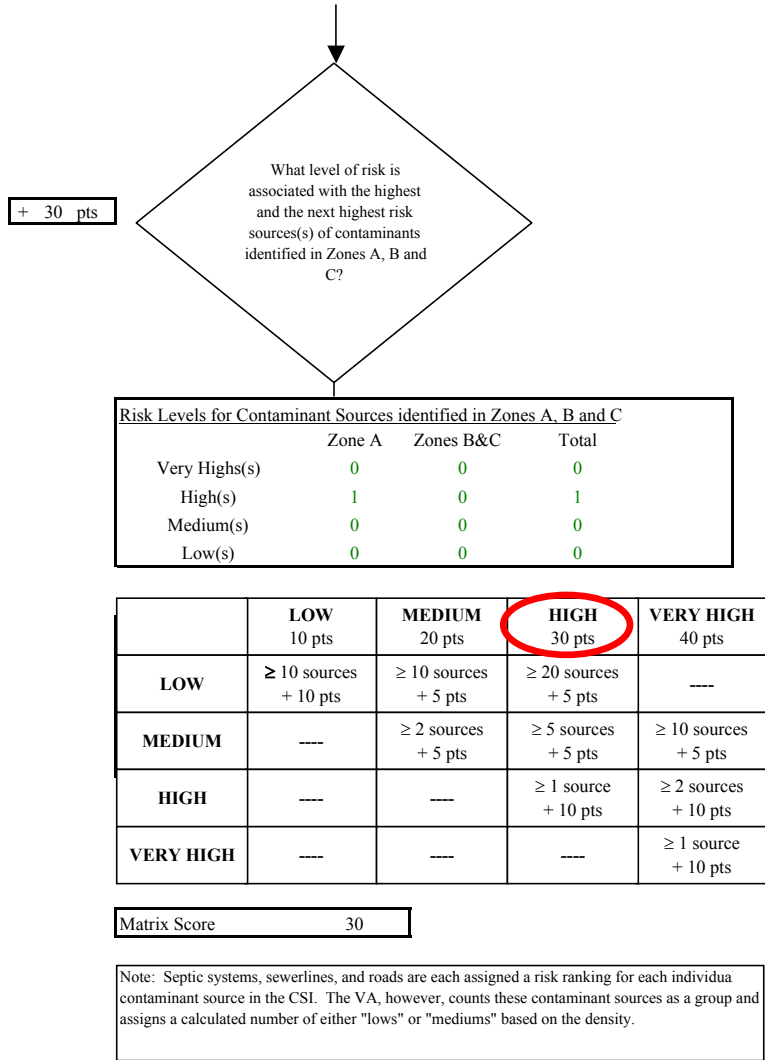 What level of risk is
associated with the highest
and the next highest risk
sources(s) of contaminants
identified in Zones A, B and
C?
+ 30 pts
Risk Levels for Contaminant Sources identified in Zones A, B and C
Zone A Zones B&C Total
Very Highs(s) 0 0 0
High(s) 1 0 1
Medium(s) 0 0 0
Low(s) 0 0 0
LOW MEDIUM HIGH VERY HIGH
10 pts 20 pts 30 pts 40 pts
LOW ≥ 10 sources ≥ 10 sources ≥ 20 sources ----
+ 10 pts + 5 pts + 5 pts
MEDIUM ---- ≥ 2 sources ≥ 5 sources ≥ 10 sources
+ 5 pts + 5 pts + 5 pts
HIGH ---- ---- ≥ 1 source ≥ 2 sources
+ 10 pts + 10 pts
VERY HIGH ---- ---- ---- ≥ 1 source
+ 10 pts
Matrix Score 30
Note: Septic systems, sewerlines, and roads are each assigned a risk ranking for each individua
contaminant source in the CSI. The VA, however, counts these contaminant sources as a group and
assigns a calculated number of either "lows" or "mediums" based on the density.